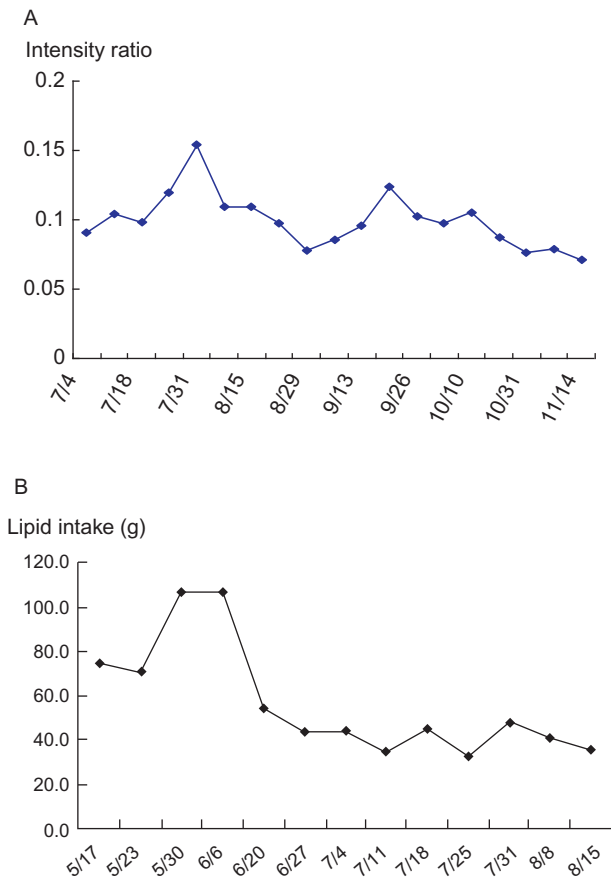 A
Intensity ratio
0.2
0.15
0.1
0.05
0
7/4 7/18 7/31 8/15 8/29 9/13 9/26 10/10 10/31 11/14
B
Lipid intake (g)
120.0
100.0
80.0
60.0
40.0
20.0
0.0
5/17 5/23 5/30 6/6 6/20 6/27 7/4 7/11 7/18 7/25 7/31 8/8 8/15